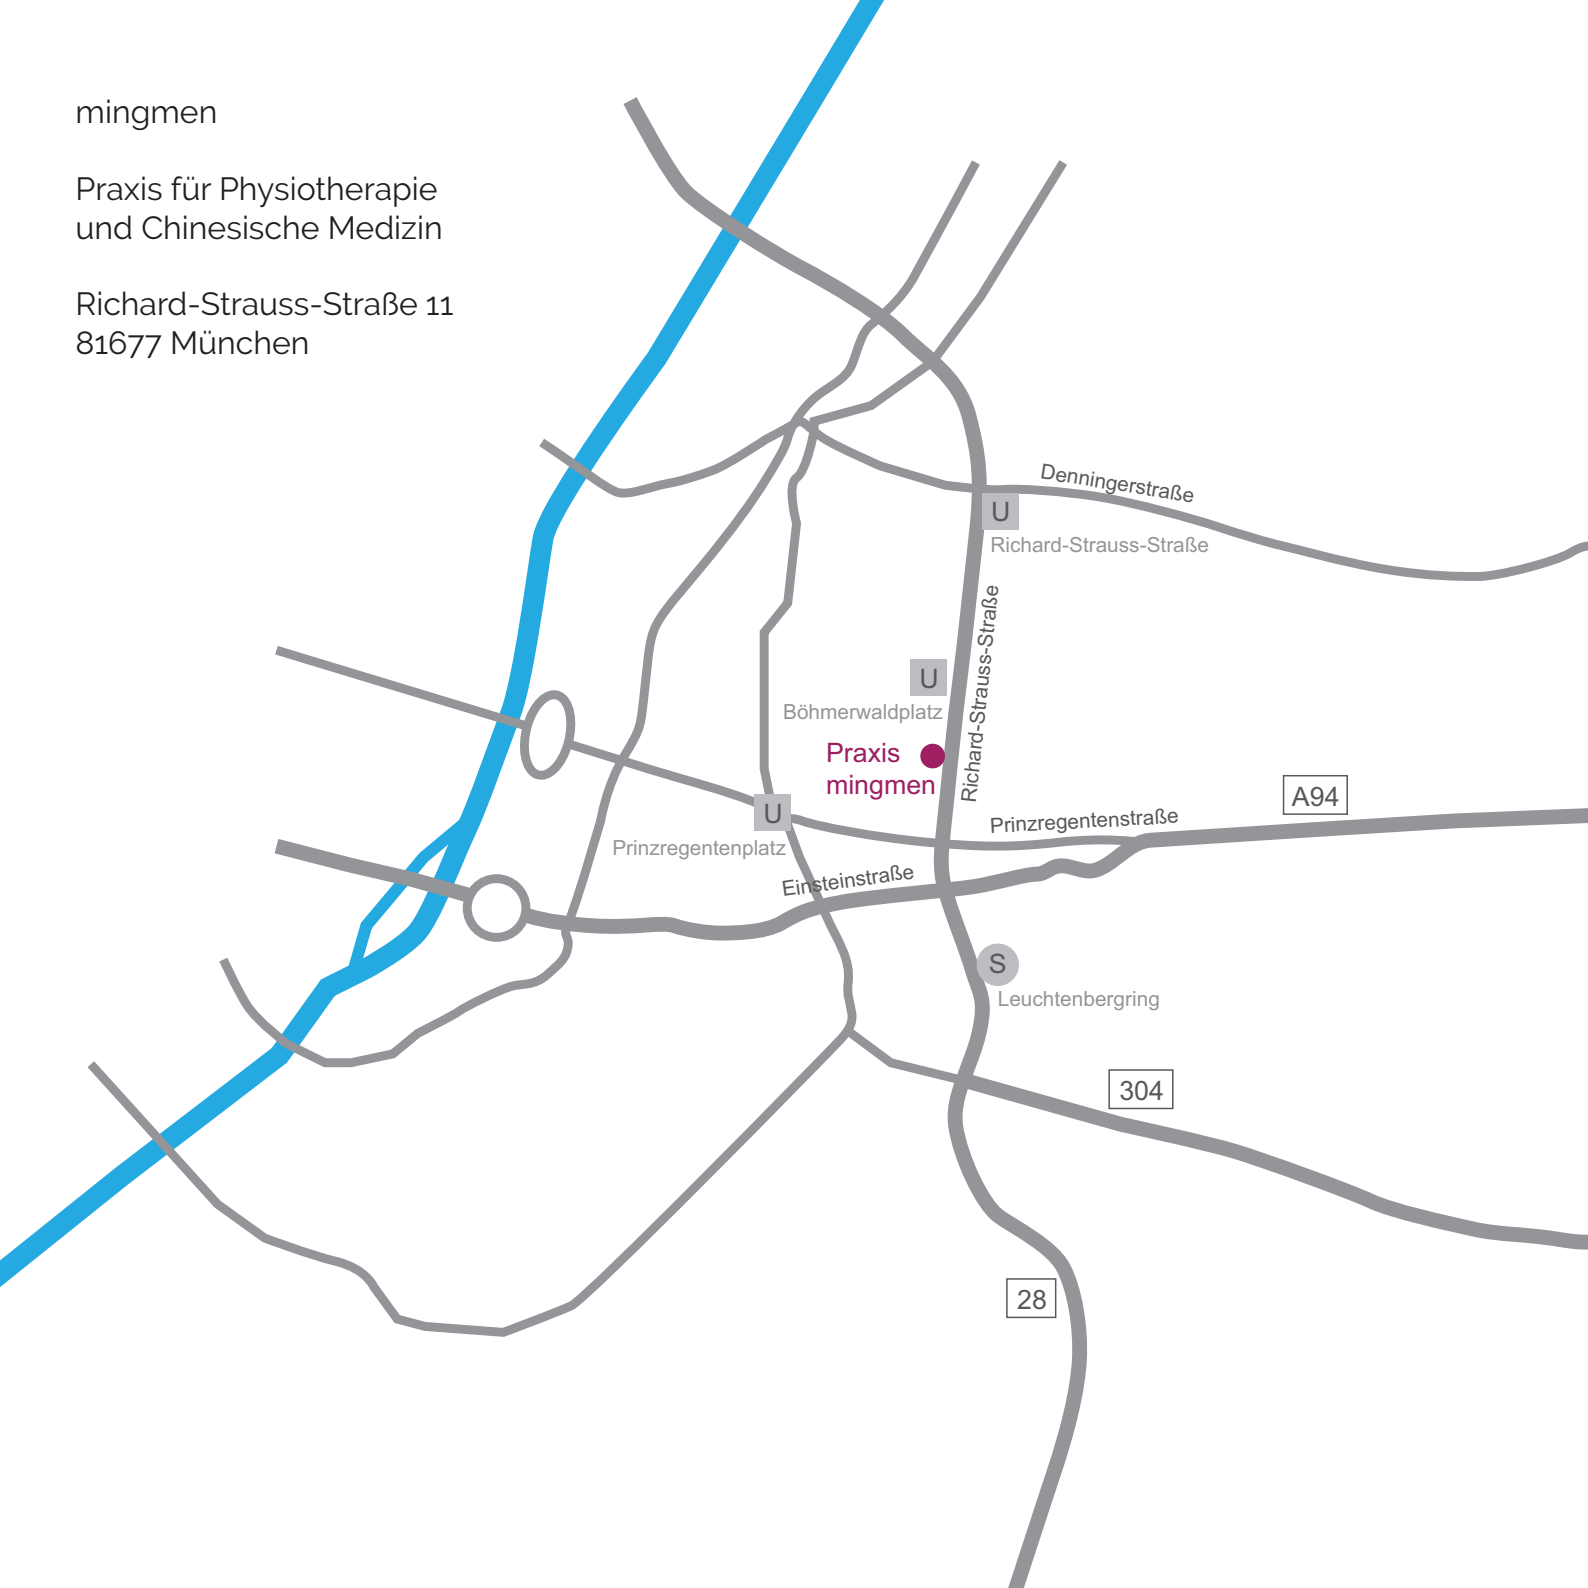 mingmen
Praxis für Physiotherapie
und Chinesische Medizin
Richard-Strauss-Straße 11
81677 München
Denningerstraße
U
Richard-Strauss-Straße
Richard-Strauss-Straße
U
Böhmerwaldplatz
Praxis
mingmen
A94
U
Prinzregentenstraße
Prinzregentenplatz
Einsteinstraße
S
Leuchtenbergring
304
28